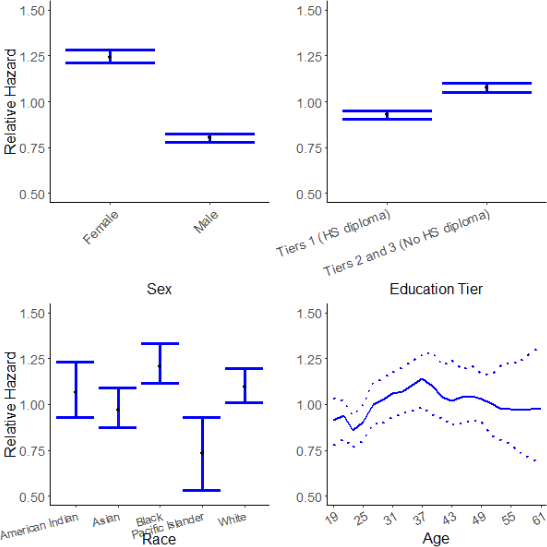 1.50
1.25
1.00
0.75
0.50
Relative Hazard
Female
Male
Sex
1.50
1.25
1.00
0.75
0.50
Tiers 1 (HS diploma)
Tiers 2 and 3 (No HS diploma)
Education Tier
1.50
1.25
1.00
0.75
0.50
Relative Hazard
American Indian
Asian
Black
Pacific Islander
White
Race
1.50
1.25
1.00
0.75
0.50
19 25 31 37 43 49 55 61
Age